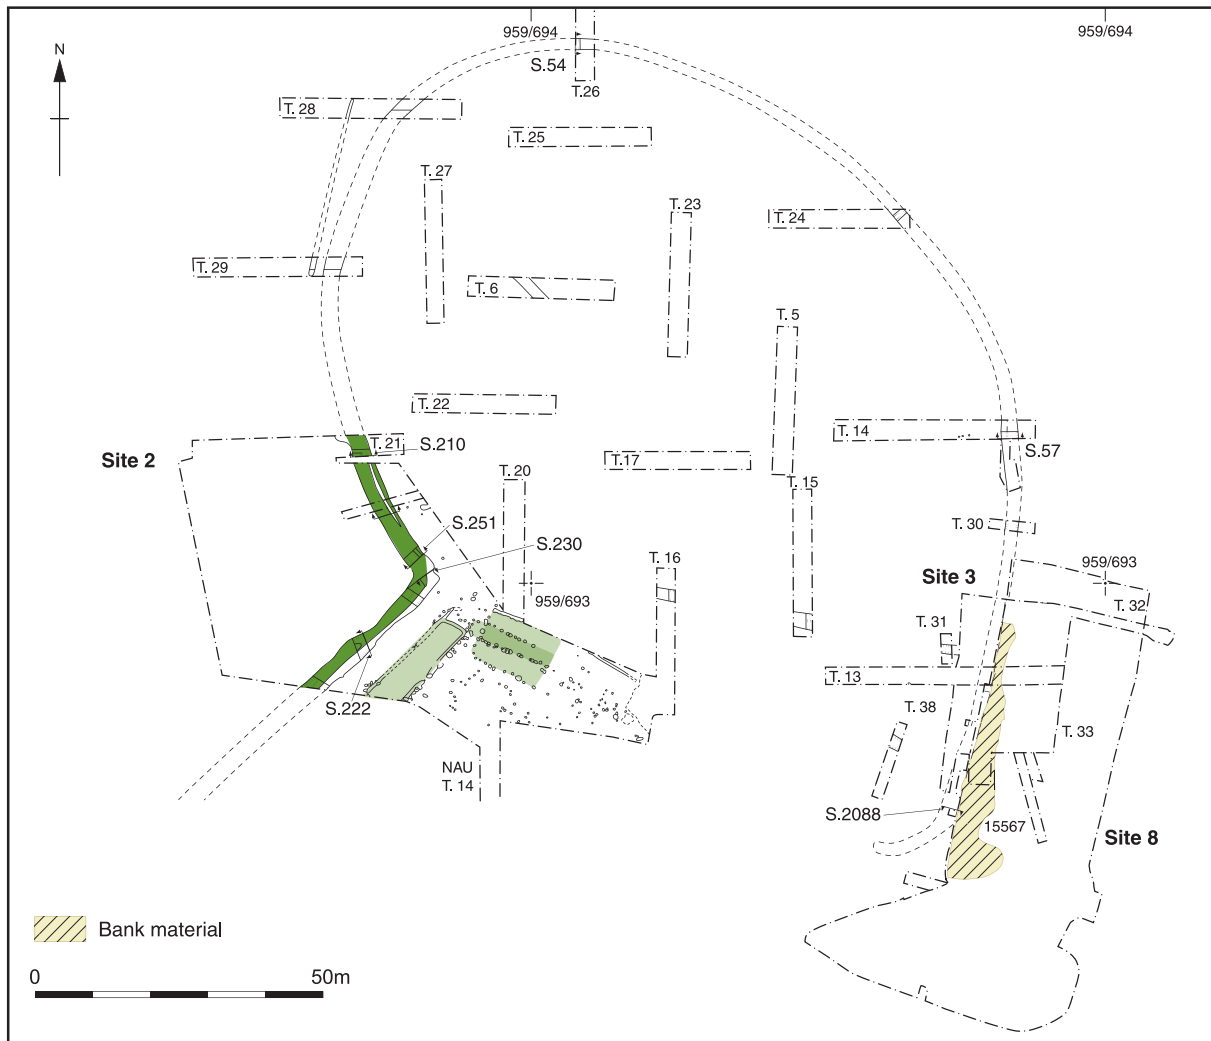 959/694
959/694
N
S.54
T.26
T. 28
T. 25
T. 27
T. 23
T. 24
T. 29
T. 6
T. 5
T. 22
T. 14
T. 21
S.210
Site 2
T.17
S.57
T. 20
T. 15
S.251
T. 30
S.230
T. 16
959/693
Site 3
959/693
T. 32
T. 31
T. 13
S.222
T. 38
T. 33
NAU
T. 14
S.2088
15567
Site 8
Bank material
0
50m